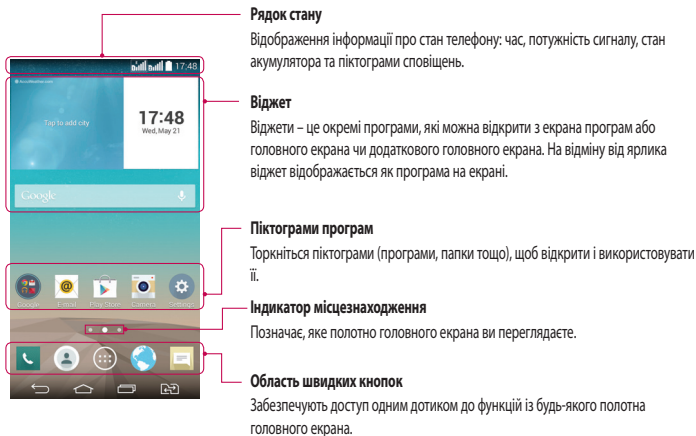 Рядок стану
Відображення інформації про стан телефону: час, потужність сигналу, стан
акумулятора та піктограми сповіщень.
17:48
AccuWeather.com
Tap to add city
17:48
Wed, May 21
Google
Віджет
Віджети – це окремі програми, які можна відкрити з екрана програм або
головного екрана чи додаткового головного екрана. На відміну від ярлика
віджет відображається як програма на екрані.
Піктограми програм
Торкніться піктограми (програми, папки тощо), щоб відкрити і використовувати
її.
Google E-mail Play Store Camera Settings
Індикатор місцезнаходження
Позначає, яке полотно головного екрана ви переглядаєте.
Область швидких кнопок
Забезпечують доступ одним дотиком до функцій із будь-якого полотна
головного екрана.